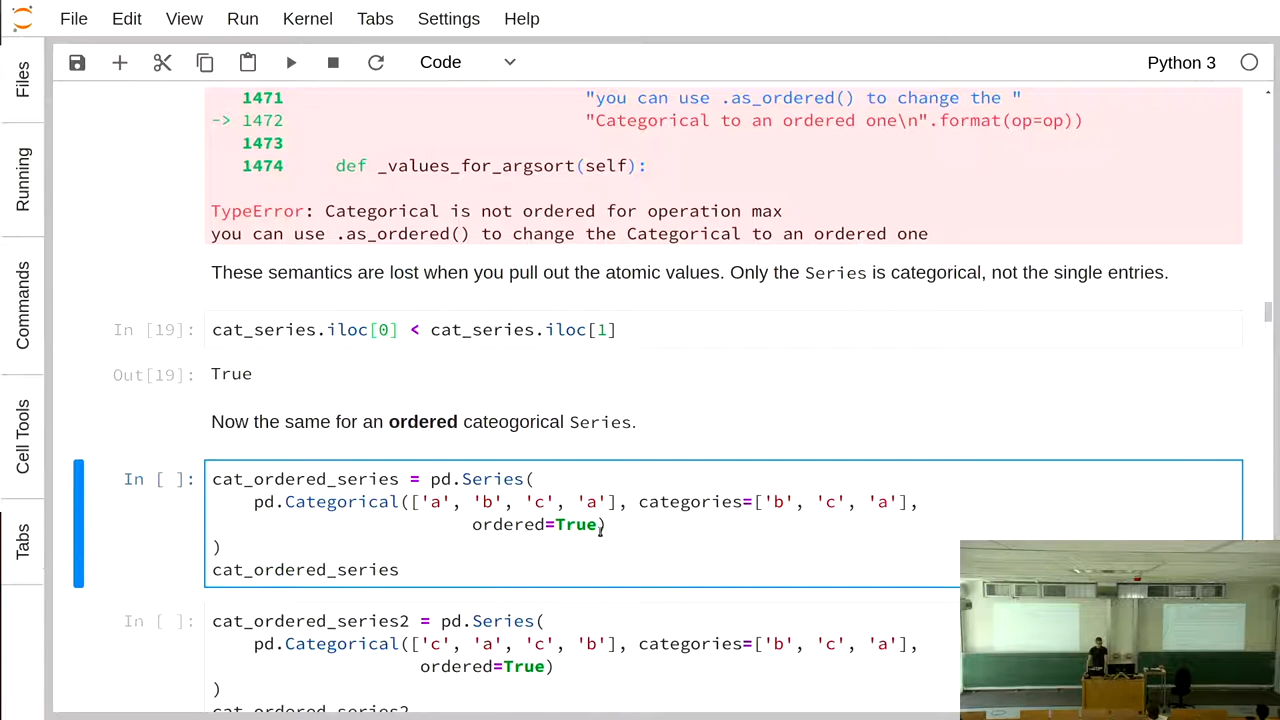 File Edit View Run Kernel Tabs Settings Help
Files
Running
Commands
Cell Tools
Tabs
Code
Python 3
1471 "you can use .as_ordered() to change the "
-> 1472 "Categorical to an ordered one\n".format(op=op))
1473
1474 def _values_for_argsort(self):
TypeError: Categorical is not ordered for operation max
you can use .as_ordered() to change the Categorical to an ordered one
These semantics are lost when you pull out the atomic values. Only the Series is categorical, not the single entries.
In [19]: cat_series.iloc[0] < cat_series.iloc[1]
Out[19]: True
Now the same for an ordered cateogorical Series.
In [ ]: cat_ordered_series = pd.Series(
pd.Categorical(['a', 'b', 'c', 'a'], categories=['b', 'c', 'a'],
ordered=True)
)
cat_ordered_series
In [ ]: cat_ordered_series2 = pd.Series(
pd.Categorical(['c', 'a', 'c', 'b'], categories=['b', 'c', 'a'],
ordered=True)
)
cat_ordered_series2